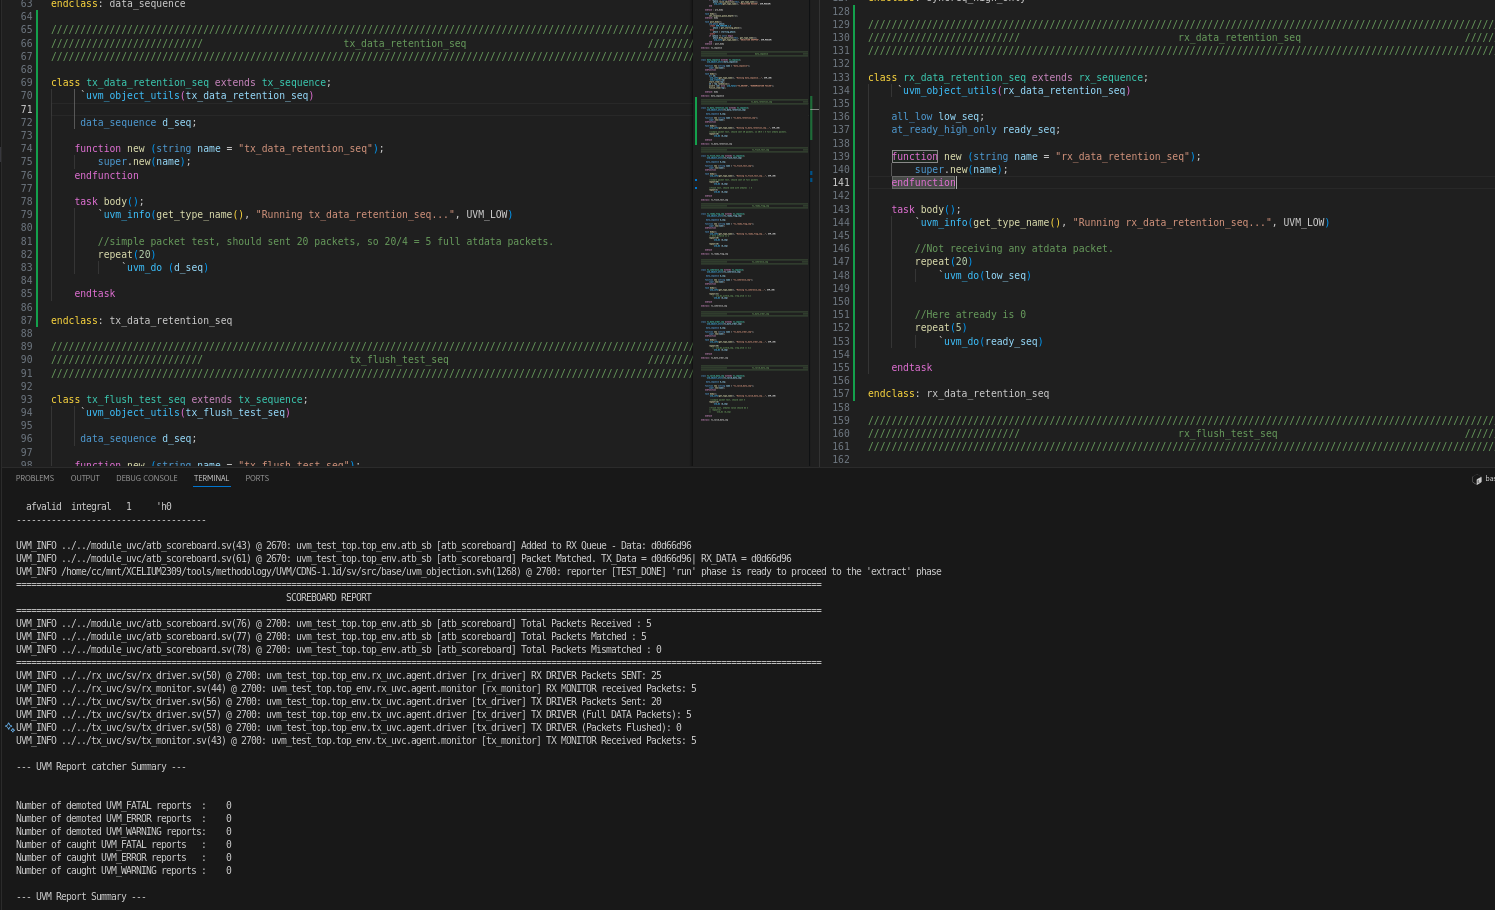 63 endclass: data_sequence
64
65 ////////////////////////////////////////////////////////////////////////////////////////////////////////////
66 ////////////////////////// tx_data_retention_seq ////////
67 ////////////////////////////////////////////////////////////////////////////////////////////////////////////
68
69 class tx_data_retention_seq extends tx_sequence;
70 `uvm_object_utils(tx_data_retention_seq)
71
72 data_sequence d_seq;
73
74 function new (string name = "tx_data_retention_seq");
75 super.new(name);
76 endfunction
77
78 task body();
79 `uvm_info(get_type_name(), "Running tx_data_retention_seq...", UVM_LOW)
80
81 //simple packet test, should sent 20 packets, so 20/4 = 5 full atdata packets.
82 repeat(20)
83 `uvm_do (d_seq)
84
85 endtask
86
87 endclass: tx_data_retention_seq
88
89 ////////////////////////////////////////////////////////////////////////////////////////////////////////////
90 ////////////////////////// tx_flush_test_seq ////////
91 ////////////////////////////////////////////////////////////////////////////////////////////////////////////
92
93 class tx_flush_test_seq extends tx_sequence;
94 `uvm_object_utils(tx_flush_test_seq)
95
96 data_sequence d_seq;
97
98 function new (string name = "tx_flush_test_seq");
128
129 //////////////////////////////////////////////////////////////////////////////////////////////////////////
130 ////////////////////////// rx_data_retention_seq /////
131 //////////////////////////////////////////////////////////////////////////////////////////////////////////
132
133 class rx_data_retention_seq extends rx_sequence;
134 `uvm_object_utils(rx_data_retention_seq)
135
136 all_low low_seq;
137 at_ready_high_only ready_seq;
138
139 function new (string name = "rx_data_retention_seq");
140 super.new(name);
141 endfunction
142
143 task body();
144 `uvm_info(get_type_name(), "Running rx_data_retention_seq...", UVM_LOW)
145
146 //Not receiving any atdata packet.
147 repeat(20)
148 `uvm_do(low_seq)
149
150
151 //Here atready is 0
152 repeat(5)
153 `uvm_do(ready_seq)
154
155 endtask
156
157 endclass: rx_data_retention_seq
158
159 //////////////////////////////////////////////////////////////////////////////////////////////////////////
160 ////////////////////////// rx_flush_test_seq /////
161 //////////////////////////////////////////////////////////////////////////////////////////////////////////
162
PROBLEMS OUTPUT DEBUG CONSOLE TERMINAL PORTS bas
afvalid integral 1 'h0
--------------------------------------
UVM_INFO ../../module_uvc/atb_scoreboard.sv(43) @ 2670: uvm_test_top.top_env.atb_sb [atb_scoreboard] Added to RX Queue - Data: d0d66d96
UVM_INFO ../../module_uvc/atb_scoreboard.sv(61) @ 2670: uvm_test_top.top_env.atb_sb [atb_scoreboard] Packet Matched. TX_Data = d0d66d96| RX_DATA = d0d66d96
UVM_INFO /home/cc/mnt/XCELIUM2309/tools/methodology/UVM/CDNS-1.1d/sv/src/base/uvm_objection.svh(1268) @ 2700: reporter [TEST_DONE] 'run' phase is ready to proceed to the 'extract' phase
=================================================================================================================================================================
SCOREBOARD REPORT
=================================================================================================================================================================
UVM_INFO ../../module_uvc/atb_scoreboard.sv(76) @ 2700: uvm_test_top.top_env.atb_sb [atb_scoreboard] Total Packets Received : 5
UVM_INFO ../../module_uvc/atb_scoreboard.sv(77) @ 2700: uvm_test_top.top_env.atb_sb [atb_scoreboard] Total Packets Matched : 5
UVM_INFO ../../module_uvc/atb_scoreboard.sv(78) @ 2700: uvm_test_top.top_env.atb_sb [atb_scoreboard] Total Packets Mismatched : 0
=================================================================================================================================================================
UVM_INFO ../../rx_uvc/sv/rx_driver.sv(50) @ 2700: uvm_test_top.top_env.rx_uvc.agent.driver [rx_driver] RX DRIVER Packets SENT: 25
UVM_INFO ../../rx_uvc/sv/rx_monitor.sv(44) @ 2700: uvm_test_top.top_env.rx_uvc.agent.monitor [rx_monitor] RX MONITOR received Packets: 5
UVM_INFO ../../tx_uvc/sv/tx_driver.sv(56) @ 2700: uvm_test_top.top_env.tx_uvc.agent.driver [tx_driver] TX DRIVER Packets Sent: 20
UVM_INFO ../../tx_uvc/sv/tx_driver.sv(57) @ 2700: uvm_test_top.top_env.tx_uvc.agent.driver [tx_driver] TX DRIVER (Full DATA Packets): 5
UVM_INFO ../../tx_uvc/sv/tx_driver.sv(58) @ 2700: uvm_test_top.top_env.tx_uvc.agent.driver [tx_driver] TX DRIVER (Packets Flushed): 0
UVM_INFO ../../tx_uvc/sv/tx_monitor.sv(43) @ 2700: uvm_test_top.top_env.tx_uvc.agent.monitor [tx_monitor] TX MONITOR Received Packets: 5
--- UVM Report catcher Summary ---
Number of demoted UVM_FATAL reports : 0
Number of demoted UVM_ERROR reports : 0
Number of demoted UVM_WARNING reports: 0
Number of caught UVM_FATAL reports : 0
Number of caught UVM_ERROR reports : 0
Number of caught UVM_WARNING reports : 0
--- UVM Report Summary ---